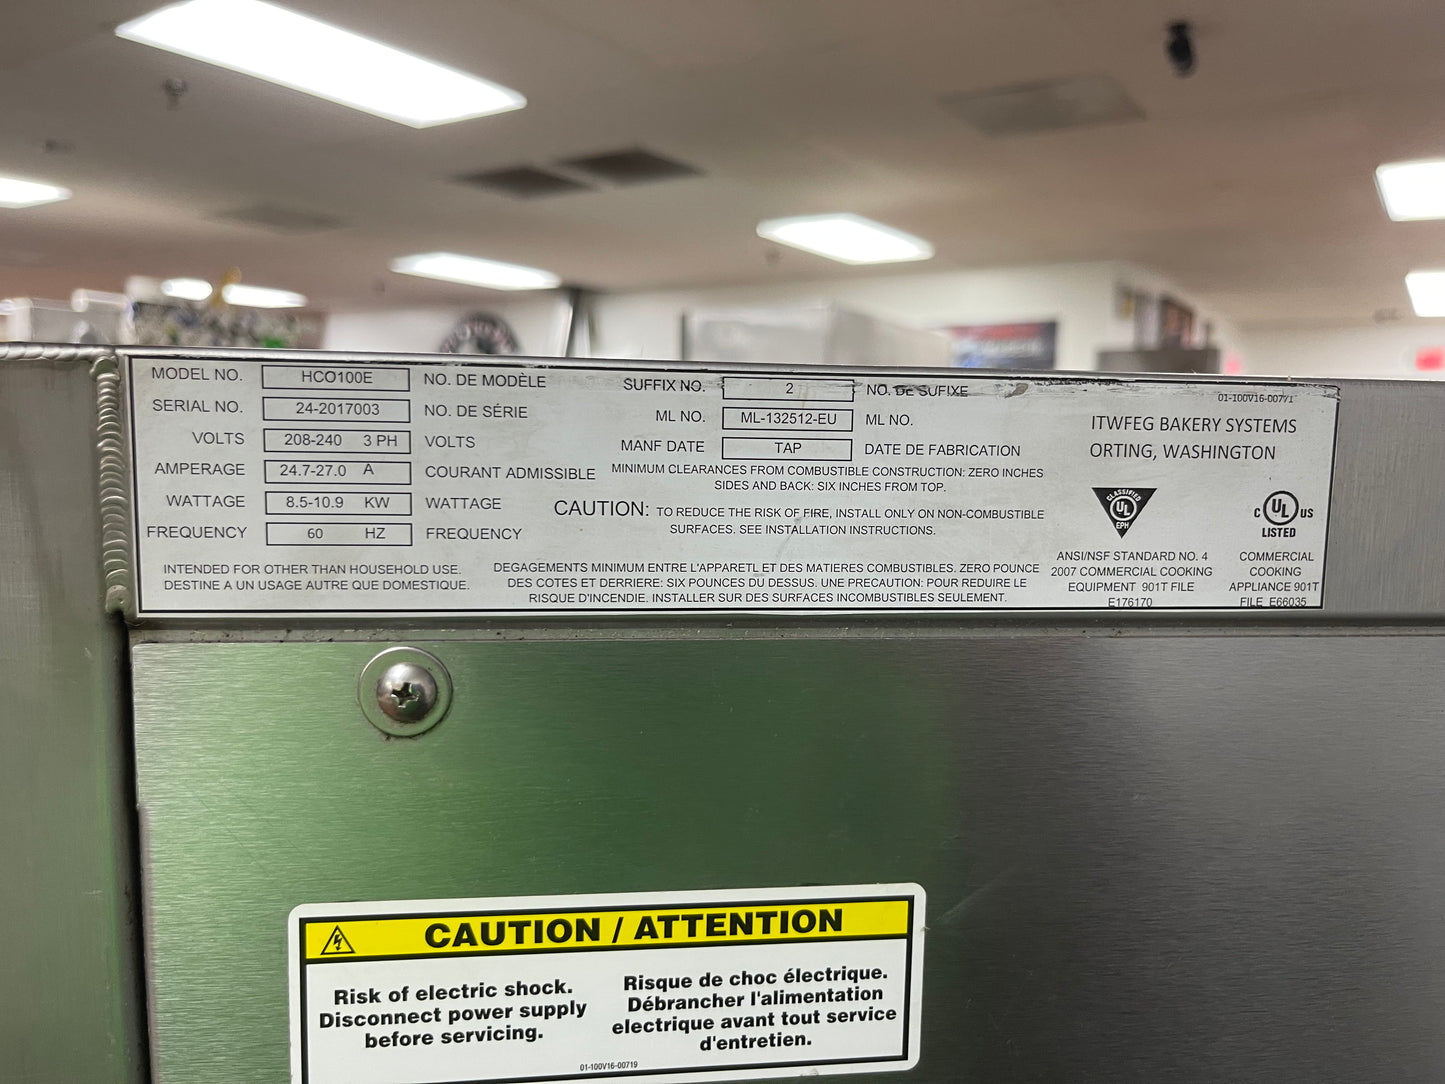 MODEL NO. HCO100E NO. DE MODÈLE
SERIAL NO. 24-2017003 NO. DE SÉRIE
VOLTS 208-240 3 PH VOLTS
AMPERAGE 24.7-27.0 A COURANT ADMISSIBLE
WATTAGE 8.5-10.9 KW WATTAGE
FREQUENCY 60 HZ FREQUENCY
INTENDED FOR OTHER THAN HOUSEHOLD USE.
DESTINE A UN USAGE AUTRE QUE DOMESTIQUE.
SUFFIX NO. 2 NO. DE SUFIXE
ML NO. ML-132512-EU ML NO.
MANF DATE TAP DATE DE FABRICATION
MINIMUM CLEARANCES FROM COMBUSTIBLE CONSTRUCTION: ZERO INCHES
SIDES AND BACK: SIX INCHES FROM TOP.
CAUTION: TO REDUCE THE RISK OF FIRE, INSTALL ONLY ON NON-COMBUSTIBLE
SURFACES. SEE INSTALLATION INSTRUCTIONS.
DEGAGEMENTS MINIMUM ENTRE L'APPARETL ET DES MATIERES COMBUSTIBLES. ZERO POUNCE
DES COTES ET DERRIERE: SIX POUNCES DU DESSUS. UNE PRECAUTION: POUR REDUIRE LE
RISQUE D'INCENDIE. INSTALLER SUR DES SURFACES INCOMBUSTIBLES SEULEMENT.
01-100V16-00771
ITWFEG BAKERY SYSTEMS
ORTING, WASHINGTON
CLASSIFIED
UL
EPH
ANSI/NSF STANDARD NO. 4
2007 COMMERCIAL COOKING
EQUIPMENT 901T FILE
E176170
C UL US
LISTED
COMMERCIAL
COOKING
APPLIANCE 901T
FILE E66035
CAUTION / ATTENTION
Risk of electric shock.
Disconnect power supply
before servicing.
Risque de choc électrique.
Débrancher l'alimentation
electrique avant tout service
d'entretien.
01-100V16-00719